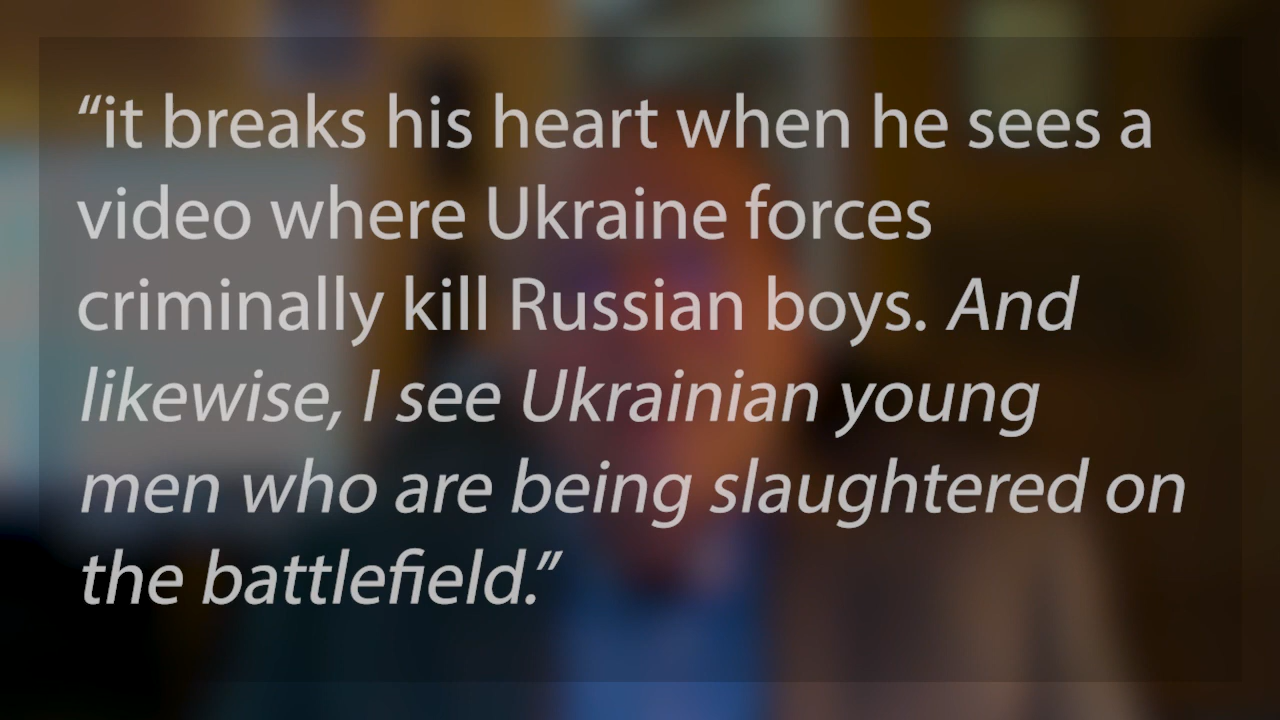 “it breaks his heart when he sees a
video where Ukraine forces
criminally kill Russian boys. And
likewise, I see Ukrainian young
men who are being slaughtered on
the battlefield.”